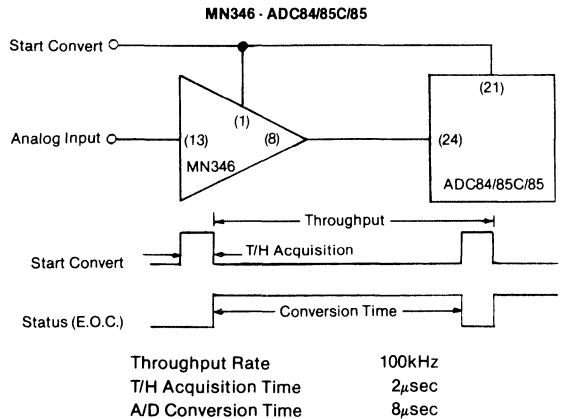 MN346 - ADC84/85C/85
Start Convert
(21)
(1)
Analog Input
(13)
(8)
(24)
MN346
ADC84/85C/85
Throughput
T/H Acquisition
Start Convert
Conversion Time
Status (E.O.C.)
Throughput Rate 100kHz
T/H Acquisition Time 2μsec
A/D Conversion Time 8μsec